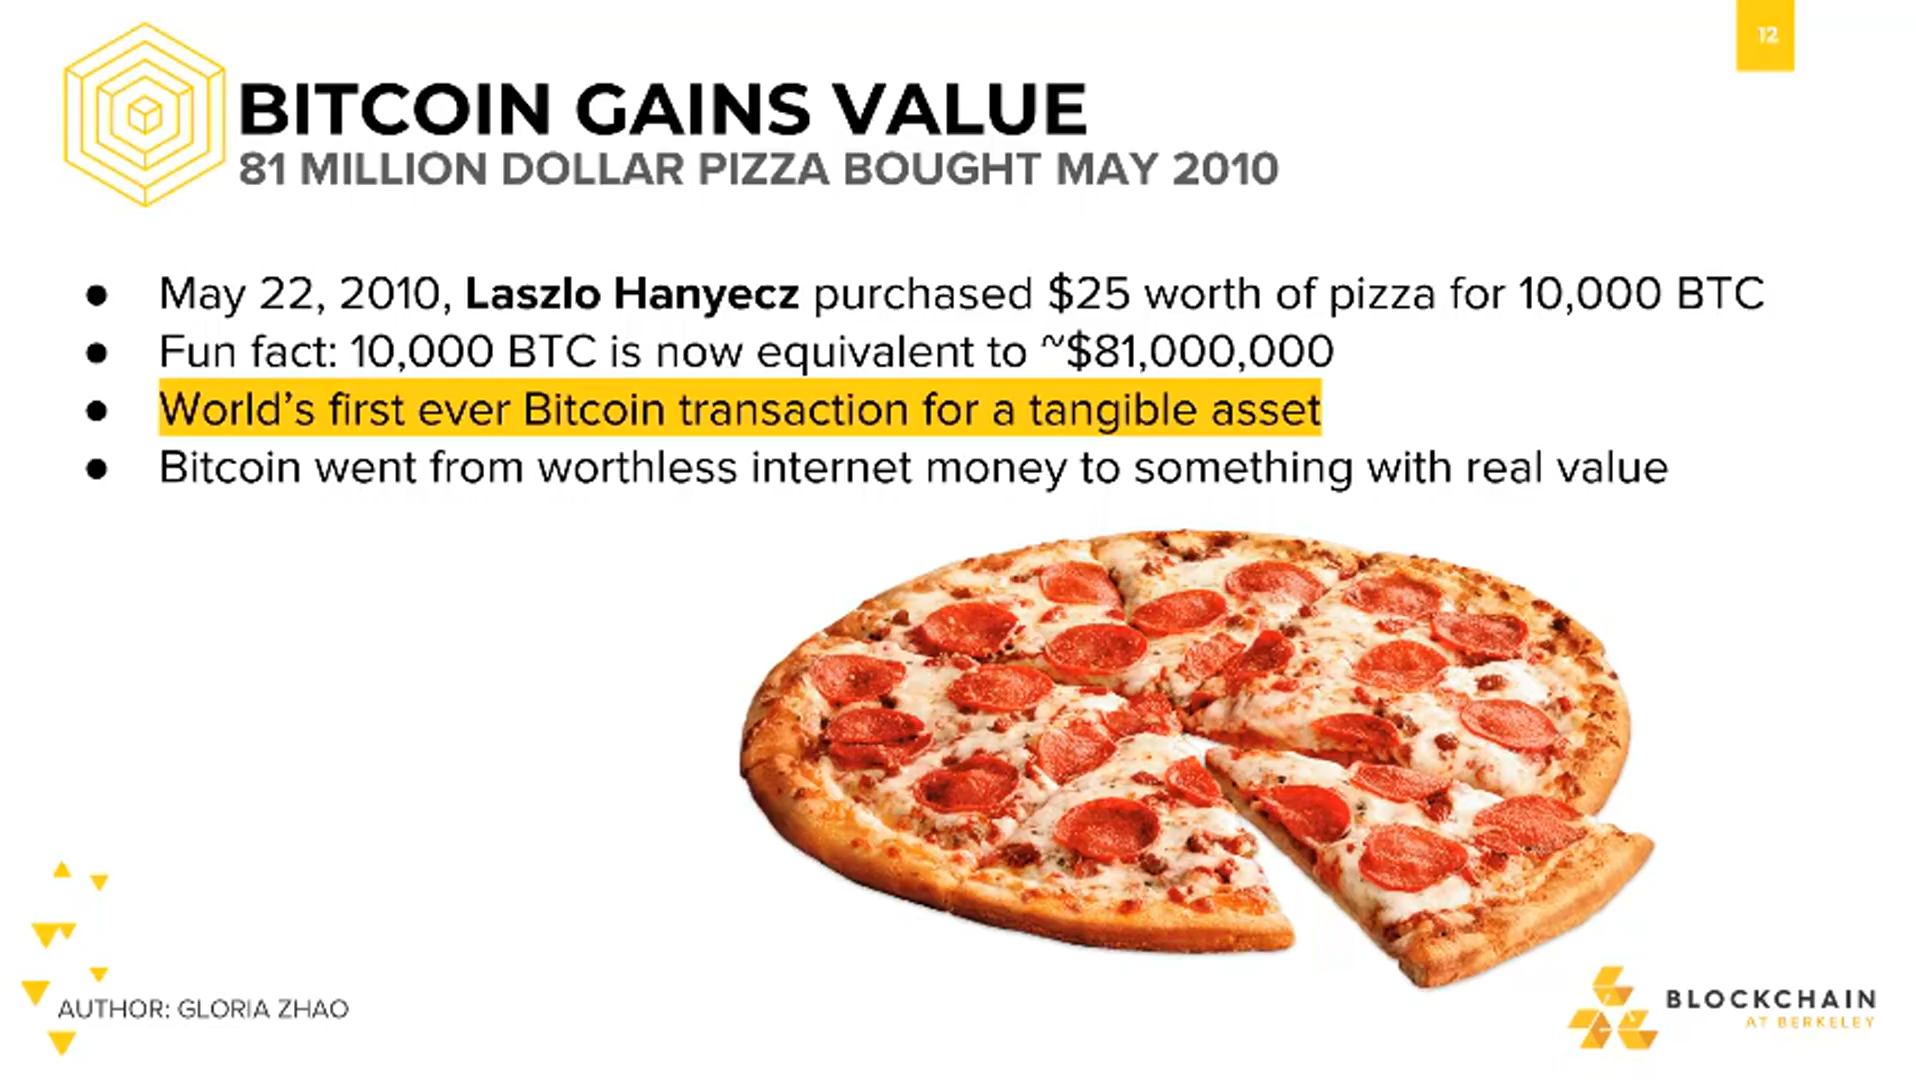 12
BITCOIN GAINS VALUE
81 MILLION DOLLAR PIZZA BOUGHT MAY 2010
● May 22, 2010, Laszlo Hanyecz purchased $25 worth of pizza for 10,000 BTC
● Fun fact: 10,000 BTC is now equivalent to ~$81,000,000
● World’s first ever Bitcoin transaction for a tangible asset
● Bitcoin went from worthless internet money to something with real value
AUTHOR: GLORIA ZHAO
BLOCKCHAIN
AT BERKELEY